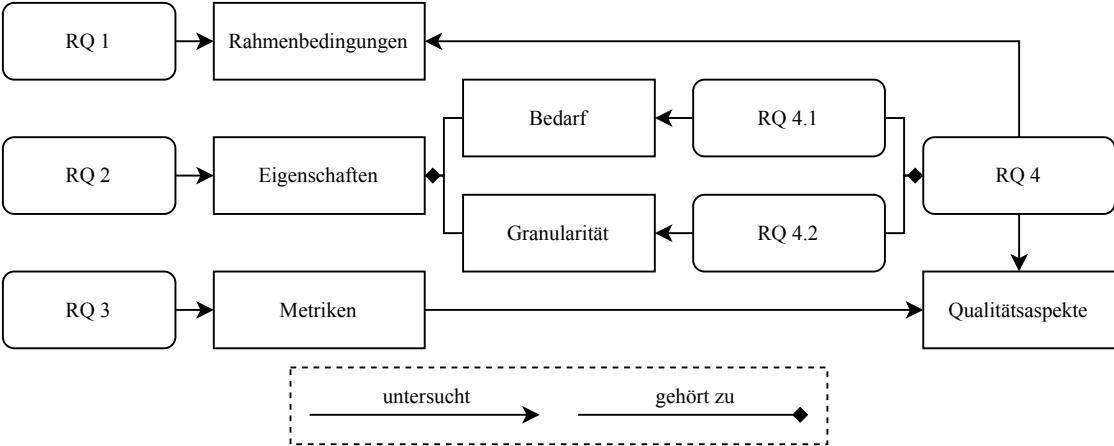 RQ 1
Rahmenbedingungen
Bedarf
RQ 4.1
RQ 2
Eigenschaften
RQ 4
Granularität
RQ 4.2
RQ 3
Metriken
Qualitätsaspekte
untersucht
gehört zu